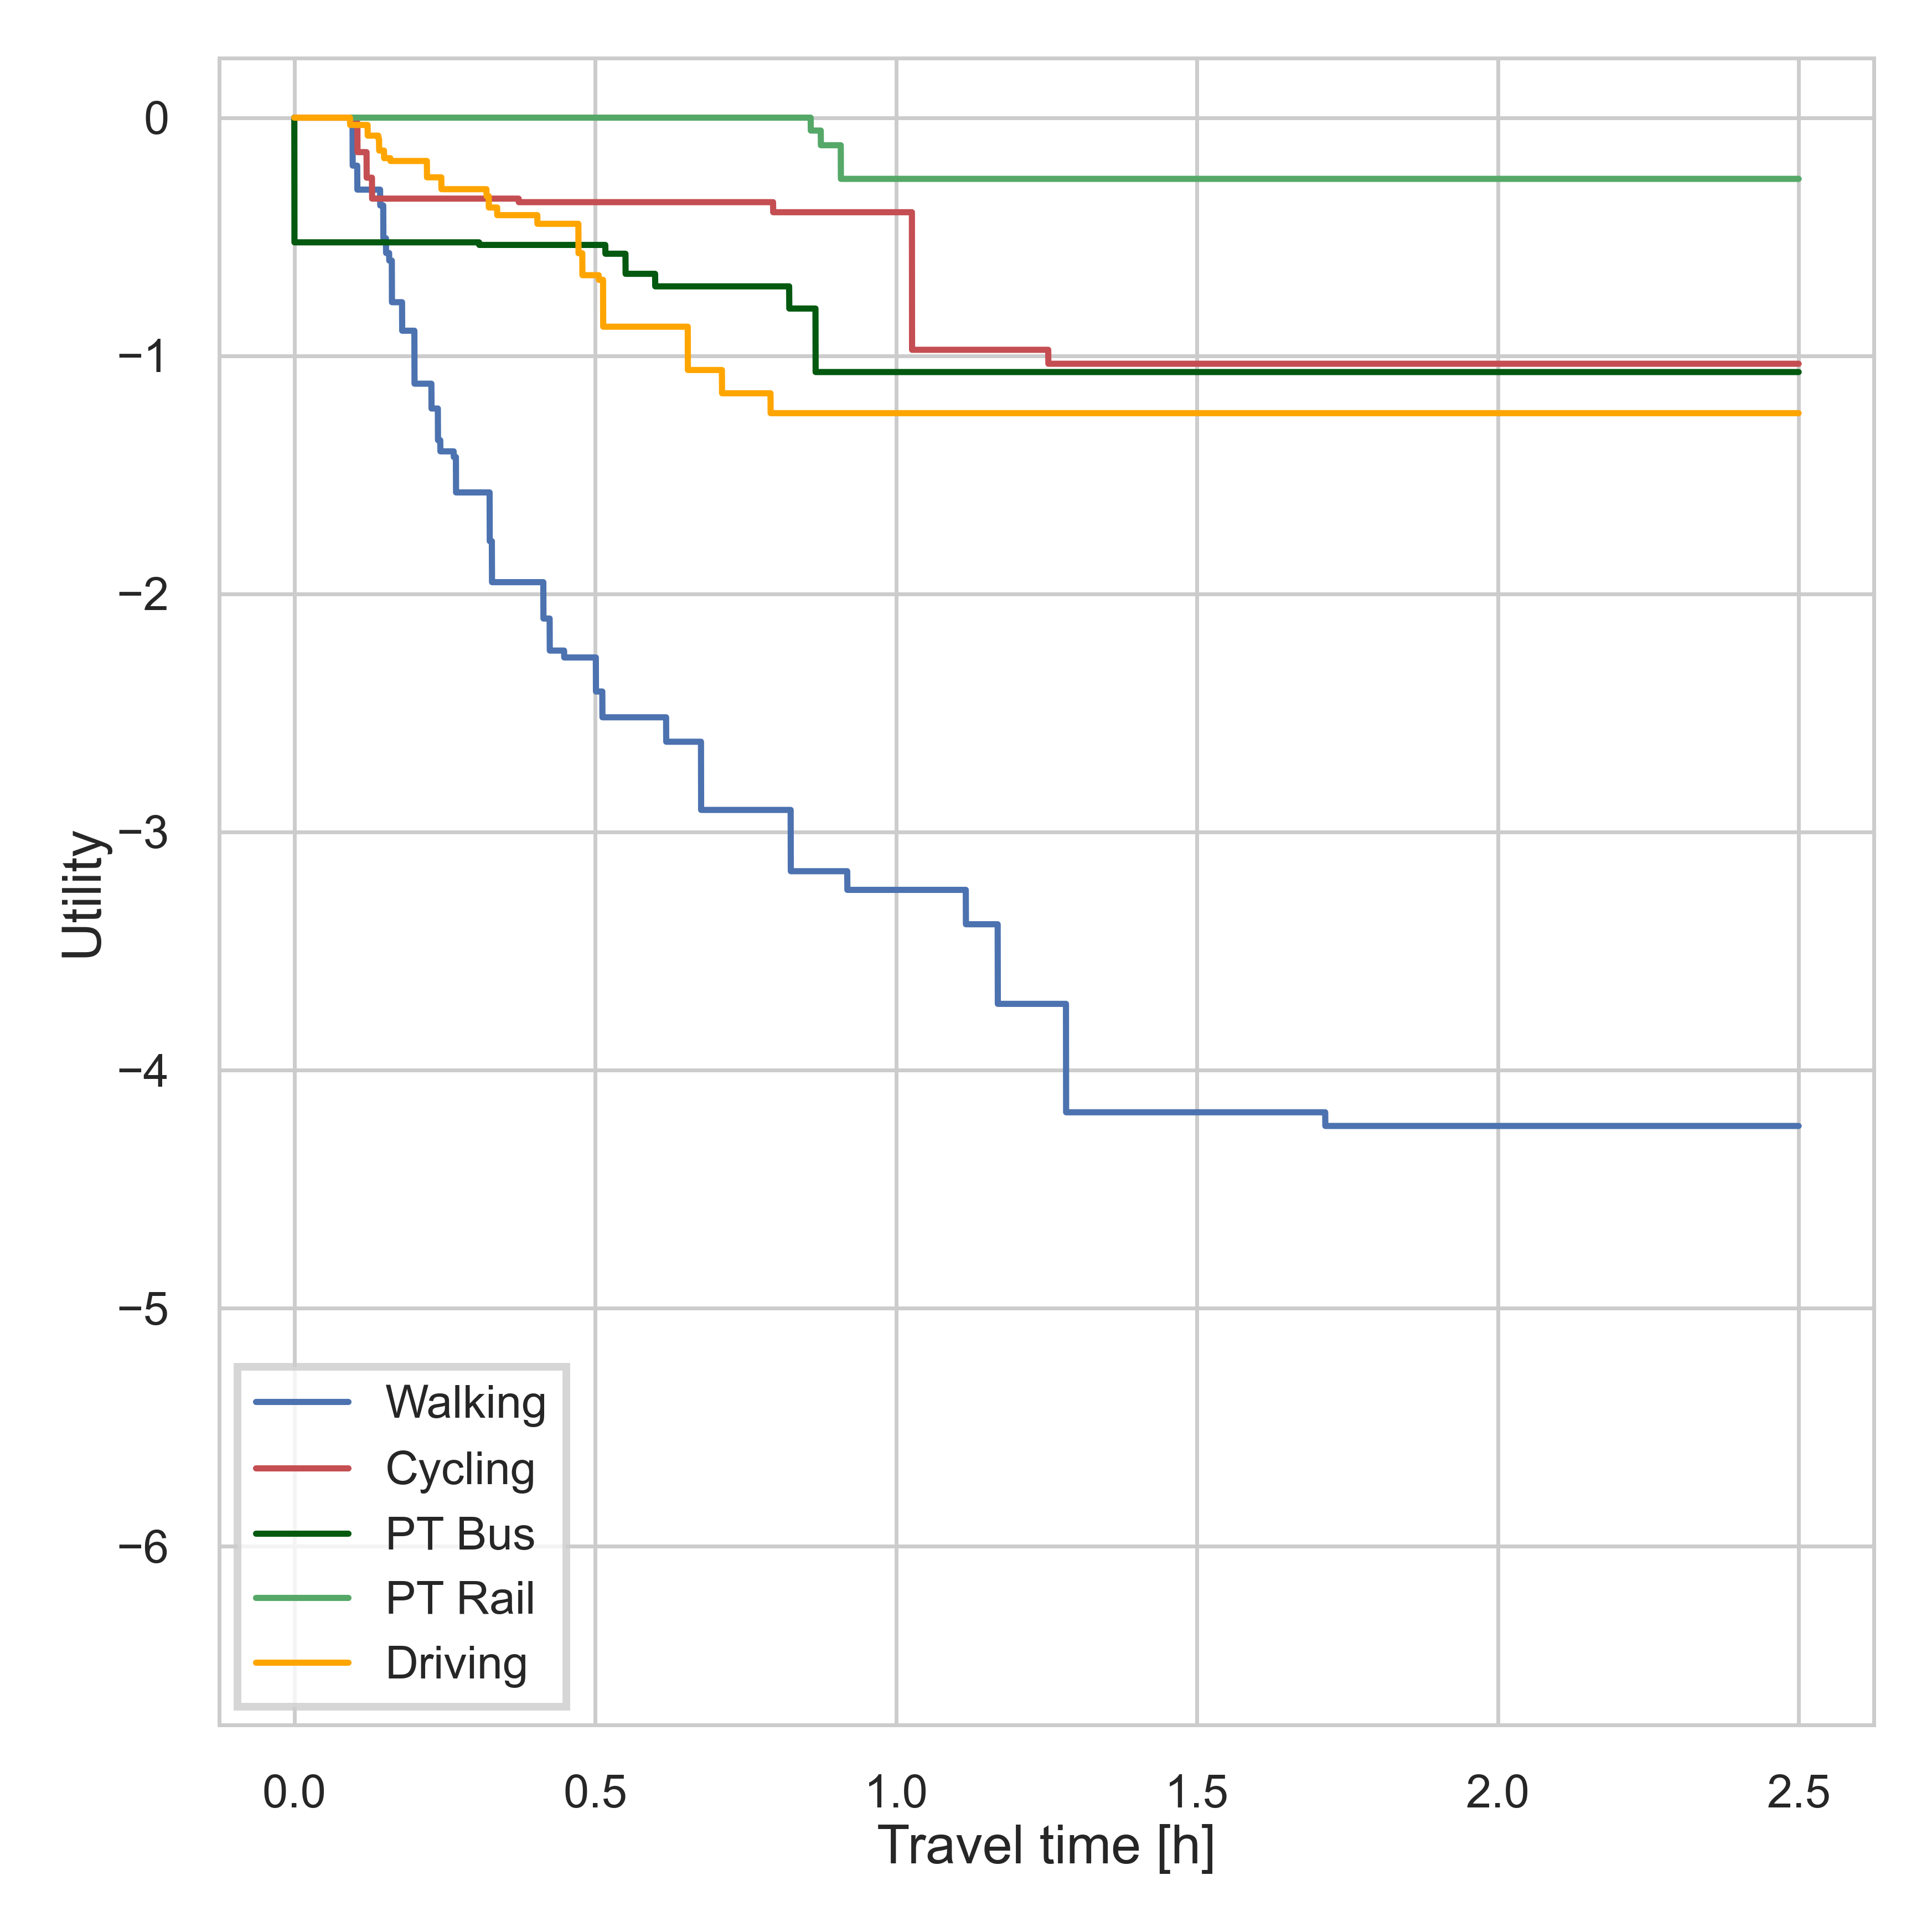 0
−1
−2
−3
−4
−5
−6
Utility
Walking
Cycling
PT Bus
PT Rail
Driving
0.0 0.5 1.0 1.5 2.0 2.5
Travel time [h]